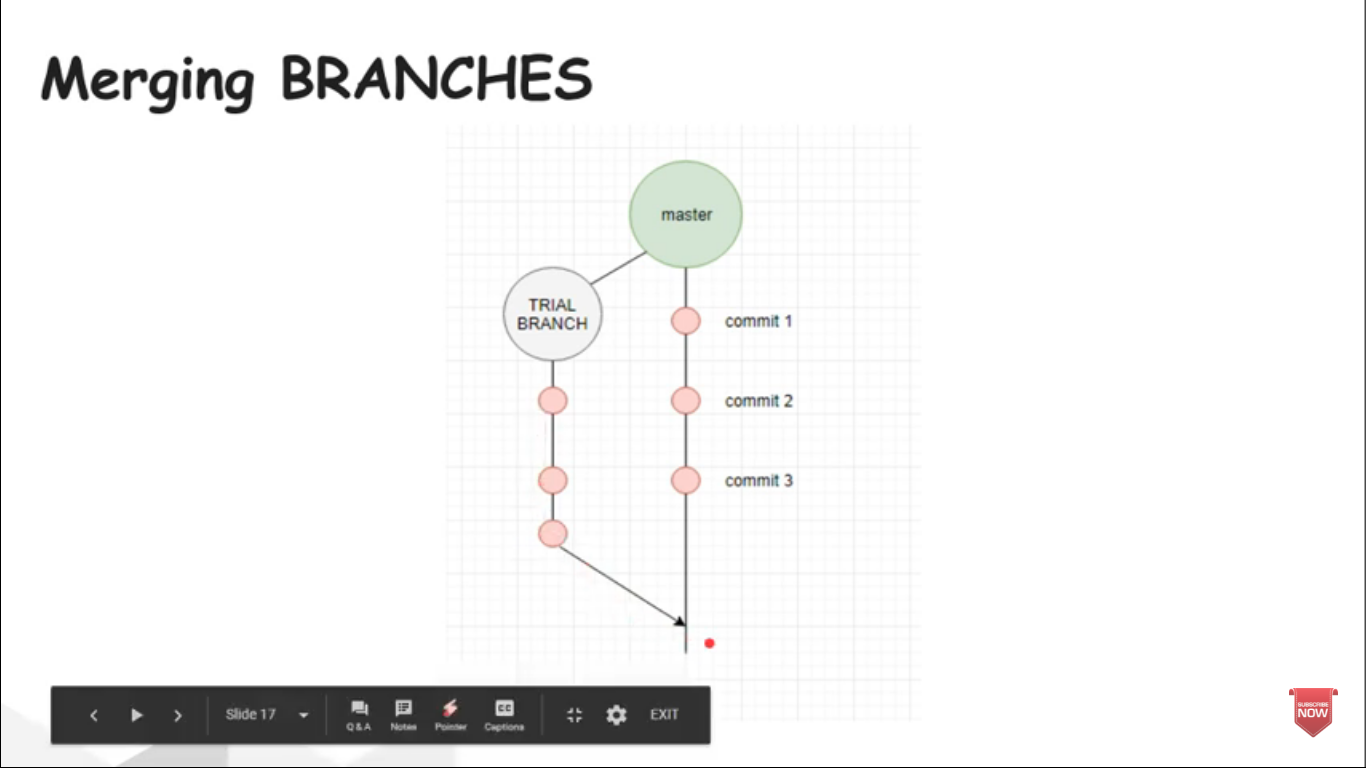 Merging BRANCHES
master
TRIAL
BRANCH
commit 1
commit 2
commit 3
Slide 17
Q & A
Notes
Pointer
CC
Captions
EXIT
SUBSCRIBE
NOW